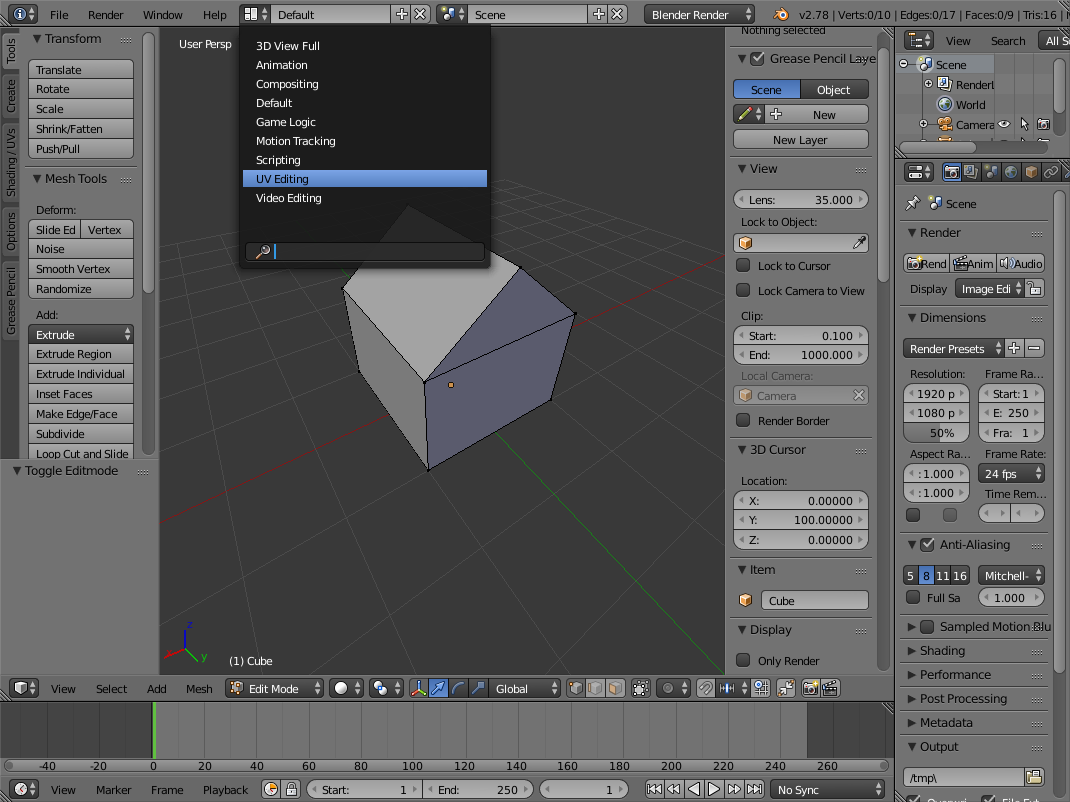 File Render Window Help Default Scene Blender Render v2.78 | Verts:0/10 | Edges:0/17 | Faces:0/9 | Tris:16 |
User Persp
3D View Full
Animation
Compositing
Default
Game Logic
Motion Tracking
Scripting
UV Editing
Video Editing
Tools
Create
Shading / UVs
Options
Grease Pencil
Transform
Translate
Rotate
Scale
Shrink/Fatten
Push/Pull
Mesh Tools
Deform:
Slide Ed Vertex
Noise
Smooth Vertex
Randomize
Add:
Extrude
Extrude Region
Extrude Individual
Inset Faces
Make Edge/Face
Subdivide
Loop Cut and Slide
Toggle Editmode
z
x
y
(1) Cube
Nothing selected
Grease Pencil Laye
Scene Object
New
New Layer
View
Lens: 35.000
Lock to Object:
Lock to Cursor
Lock Camera to View
Clip:
Start: 0.100
End: 1000.000
Local Camera:
Camera
Render Border
3D Cursor
Location:
X: 0.00000
Y: 100.00000
Z: 0.00000
Item
Cube
Display
Only Render
View Search All S
Scene
RenderL
World
Camera
Scene
Render
Rend Anim Audio
Display Image Edi
Dimensions
Render Presets
Resolution: Frame Ra...
1920 p Start: 1
1080 p E: 250
50% Fra: 1
Aspect Ra... Frame Rate:
: 1.000 24 fps
: 1.000 Time Rem...
Anti-Aliasing
5 8 11 16 Mitchell-
Full Sa 1.000
Sampled Motion Blu
Shading
Performance
Post Processing
Metadata
Output
/tmp\
Overwri File Ext
View Select Add Mesh Edit Mode Global
-40 -20 0 20 40 60 80 100 120 140 160 180 200 220 240 260
View Marker Frame Playback Start: 1 End: 250 1 No Sync